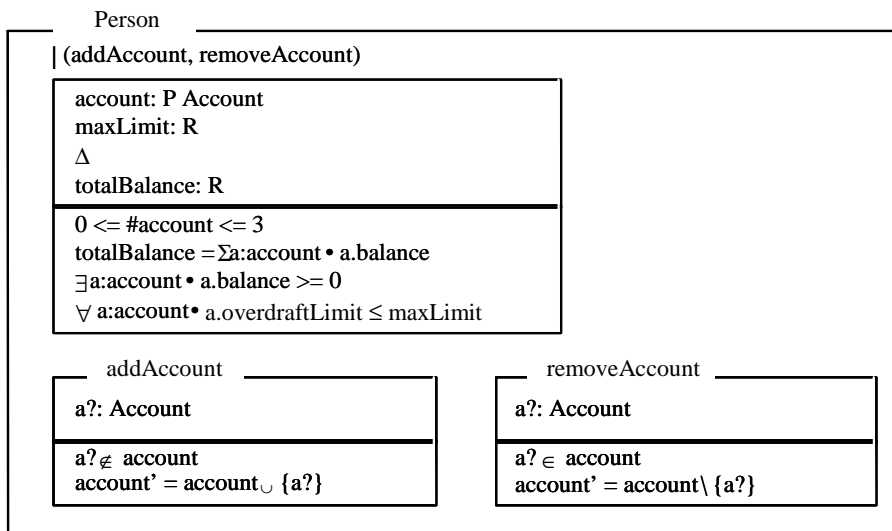 Person
| (addAccount, removeAccount)
account: P Account
maxLimit: R
Δ
totalBalance: R
0 <= #account <= 3
totalBalance = Σa:account • a.balance
∃a:account • a.balance >= 0
∀ a:account• a.overdraftLimit ≤ maxLimit
addAccount
a?: Account
a? ∉ account
account' = account ∪ {a?}
removeAccount
a?: Account
a? ∈ account
account' = account\ {a?}